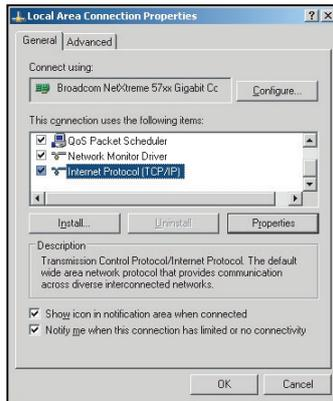 Local Area Connection Properties
General Advanced
Connect using:
Broadcom NetXtreme 57xx Gigabit Cc
Configure...
This connection uses the following items:
QoS Packet Scheduler
Network Monitor Driver
Internet Protocol (TCP/IP)
Install... Uninstall Properties
Description
Transmission Control Protocol/Internet Protocol. The default
wide area network protocol that provides communication
across diverse interconnected networks.
Show icon in notification area when connected
Notify me when this connection has limited or no connectivity
OK Cancel